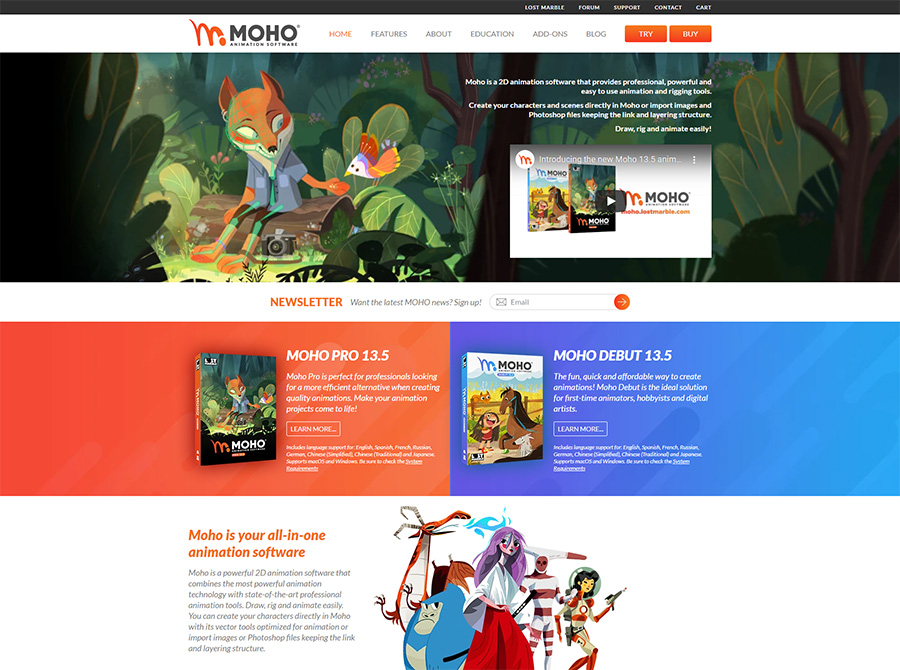 LOST MARBLE FORUM SUPPORT CONTACT CART
MOHO®
ANIMATION SOFTWARE
HOME FEATURES ABOUT EDUCATION ADD-ONS BLOG TRY BUY
Moho is a 2D animation software that provides professional, powerful and
easy to use animation and rigging tools.
Create your characters and scenes directly in Moho or import images and
Photoshop files keeping the link and layering structure.
Draw, rig and animate easily!
Introducing the new Moho 13.5 anim...
MOHO
MOHO
MOHO
ANIMATION SOFTWARE
moho.lostmarble.com
NEWSLETTER Want the latest MOHO news? Sign up! Email
MOHO PRO 13.5
Moho Pro is perfect for professionals looking
for a more efficient alternative when creating
quality animations. Make your animation
projects come to life!
LEARN MORE...
Includes language support for: English, Spanish, French, Russian,
German, Chinese (Simplified), Chinese (Traditional) and Japanese.
Supports macOS and Windows. Be sure to check the System
Requirements
MOHO
MOHO DEBUT 13.5
The fun, quick and affordable way to create
animations! Moho Debut is the ideal solution
for first-time animators, hobbyists and digital
artists.
LEARN MORE...
Includes language support for: English, Spanish, French, Russian,
German, Chinese (Simplified), Chinese (Traditional) and Japanese.
Supports macOS and Windows. Be sure to check the System
Requirements
MOHO
Moho is your all-in-one
animation software
Moho is a powerful 2D animation software that
combines the most powerful animation
technology with state-of-the-art professional
animation tools. Draw, rig and animate easily.
You can create your characters directly in Moho
with its vector tools optimized for animation or
import images or Photoshop files keeping the link
and layering structure.